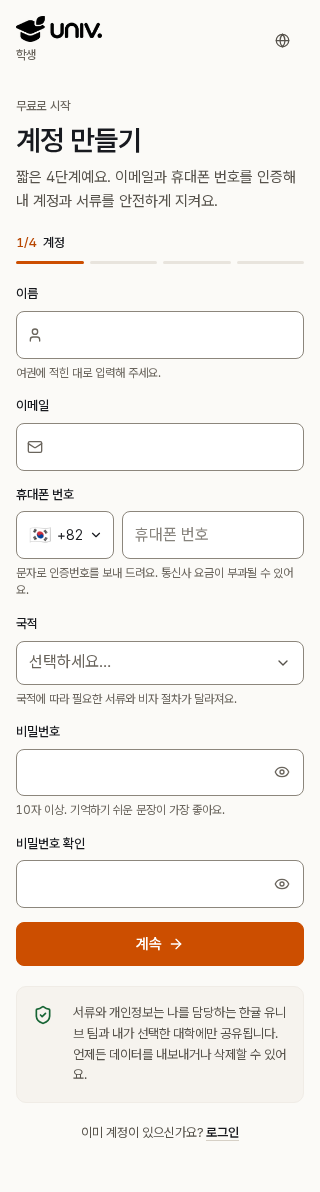 UNIV.
학생
무료로 시작
계정 만들기
짧은 4단계예요. 이메일과 휴대폰 번호를 인증해
내 계정과 서류를 안전하게 지켜요.
1/4 계정
이름
여권에 적힌 대로 입력해 주세요.
이메일
휴대폰 번호
+82
휴대폰 번호
문자로 인증번호를 보내 드려요. 통신사 요금이 부과될 수 있어
요.
국적
선택하세요...
국적에 따라 필요한 서류와 비자 절차가 달라져요.
비밀번호
10자 이상. 기억하기 쉬운 문장이 가장 좋아요.
비밀번호 확인
계속 →
서류와 개인정보는 나를 담당하는 한귤 유니
브 팀과 내가 선택한 대학에만 공유됩니다.
언제든 데이터를 내보내거나 삭제할 수 있어
요.
이미 계정이 있으신가요? 로그인